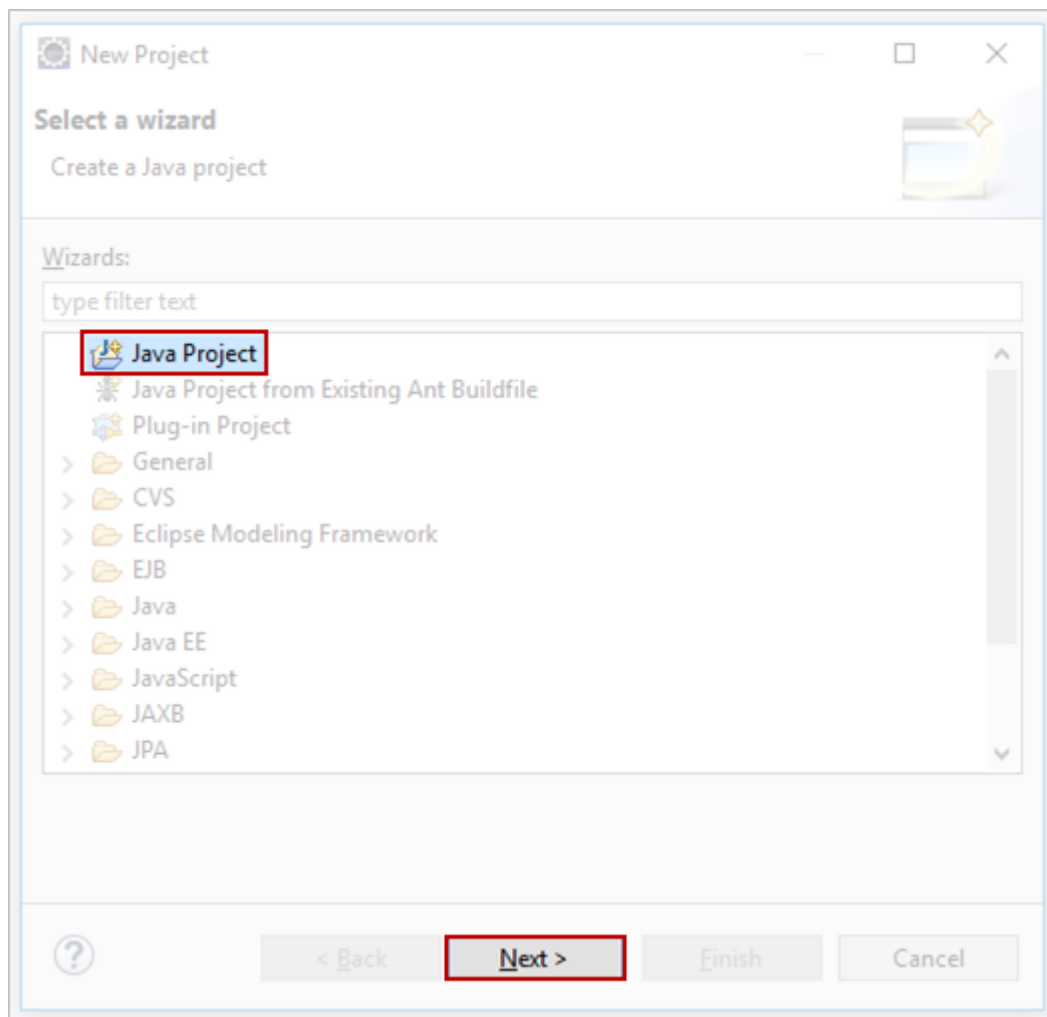 New Project
Select a wizard
Create a Java project
Wizards:
type filter text
Java Project
Java Project from Existing Ant Buildfile
Plug-in Project
General
CVS
Eclipse Modeling Framework
EJB
Java
Java EE
JavaScript
JAXB
JPA
? < Back Next > Finish Cancel